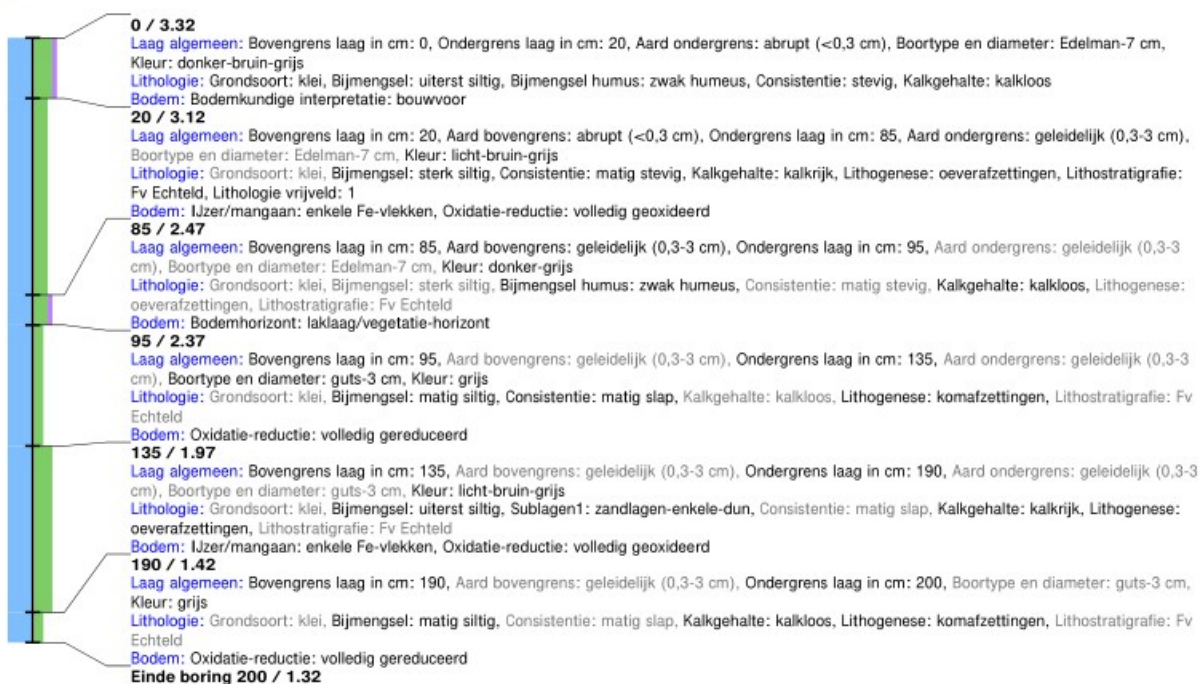 0 / 3.32
Laag algemeen: Bovengrens laag in cm: 0, Ondergrens laag in cm: 20, Aard ondergrens: abrupt (<0,3 cm), Boortype en diameter: Edelman-7 cm,
Kleur: donker-bruin-grijs
Lithologie: Grondsoort: klei, Bijmengsel: uiterst siltig, Bijmengsel humus: zwak humeus, Consistentie: stevig, Kalkgehalte: kalkloos
Bodem: Bodemkundige interpretatie: bouwvoor
20 / 3.12
Laag algemeen: Bovengrens laag in cm: 20, Aard bovengrens: abrupt (<0,3 cm), Ondergrens laag in cm: 85, Aard ondergrens: geleidelijk (0,3-3 cm),
Boortype en diameter: Edelman-7 cm, Kleur: licht-bruin-grijs
Lithologie: Grondsoort: klei, Bijmengsel: sterk siltig, Consistentie: matig stevig, Kalkgehalte: kalkrijk, Lithogenese: oeverafzettingen, Lithostratigrafie:
Fv Echteld, Lithologie vrijveld: 1
Bodem: IJzer/mangaan: enkele Fe-vlekken, Oxidatie-reductie: volledig geoxideerd
85 / 2.47
Laag algemeen: Bovengrens laag in cm: 85, Aard bovengrens: geleidelijk (0,3-3 cm), Ondergrens laag in cm: 95, Aard ondergrens: geleidelijk (0,3-3
cm), Boortype en diameter: Edelman-7 cm, Kleur: donker-grijs
Lithologie: Grondsoort: klei, Bijmengsel: sterk siltig, Bijmengsel humus: zwak humeus, Consistentie: matig stevig, Kalkgehalte: kalkloos, Lithogenese:
oeverafzettingen, Lithostratigrafie: Fv Echteld
Bodem: Bodemhorizont: laklaag/vegetatie-horizont
95 / 2.37
Laag algemeen: Bovengrens laag in cm: 95, Aard bovengrens: geleidelijk (0,3-3 cm), Ondergrens laag in cm: 135, Aard ondergrens: geleidelijk (0,3-3
cm), Boortype en diameter: guts-3 cm, Kleur: grijs
Lithologie: Grondsoort: klei, Bijmengsel: matig siltig, Consistentie: matig slap, Kalkgehalte: kalkloos, Lithogenese: komafzettingen, Lithostratigrafie: Fv
Echteld
Bodem: Oxidatie-reductie: volledig gereduceerd
135 / 1.97
Laag algemeen: Bovengrens laag in cm: 135, Aard bovengrens: geleidelijk (0,3-3 cm), Ondergrens laag in cm: 190, Aard ondergrens: geleidelijk (0,3-3
cm), Boortype en diameter: guts-3 cm, Kleur: licht-bruin-grijs
Lithologie: Grondsoort: klei, Bijmengsel: uiterst siltig, Sublagen1: zandlagen-enkele-dun, Consistentie: matig slap, Kalkgehalte: kalkrijk, Lithogenese:
oeverafzettingen, Lithostratigrafie: Fv Echteld
Bodem: IJzer/mangaan: enkele Fe-vlekken, Oxidatie-reductie: volledig geoxideerd
190 / 1.42
Laag algemeen: Bovengrens laag in cm: 190, Aard bovengrens: geleidelijk (0,3-3 cm), Ondergrens laag in cm: 200, Boortype en diameter: guts-3 cm,
Kleur: grijs
Lithologie: Grondsoort: klei, Bijmengsel: matig siltig, Consistentie: matig slap, Kalkgehalte: kalkloos, Lithogenese: komafzettingen, Lithostratigrafie: Fv
Echteld
Bodem: Oxidatie-reductie: volledig gereduceerd
Einde boring 200 / 1.32